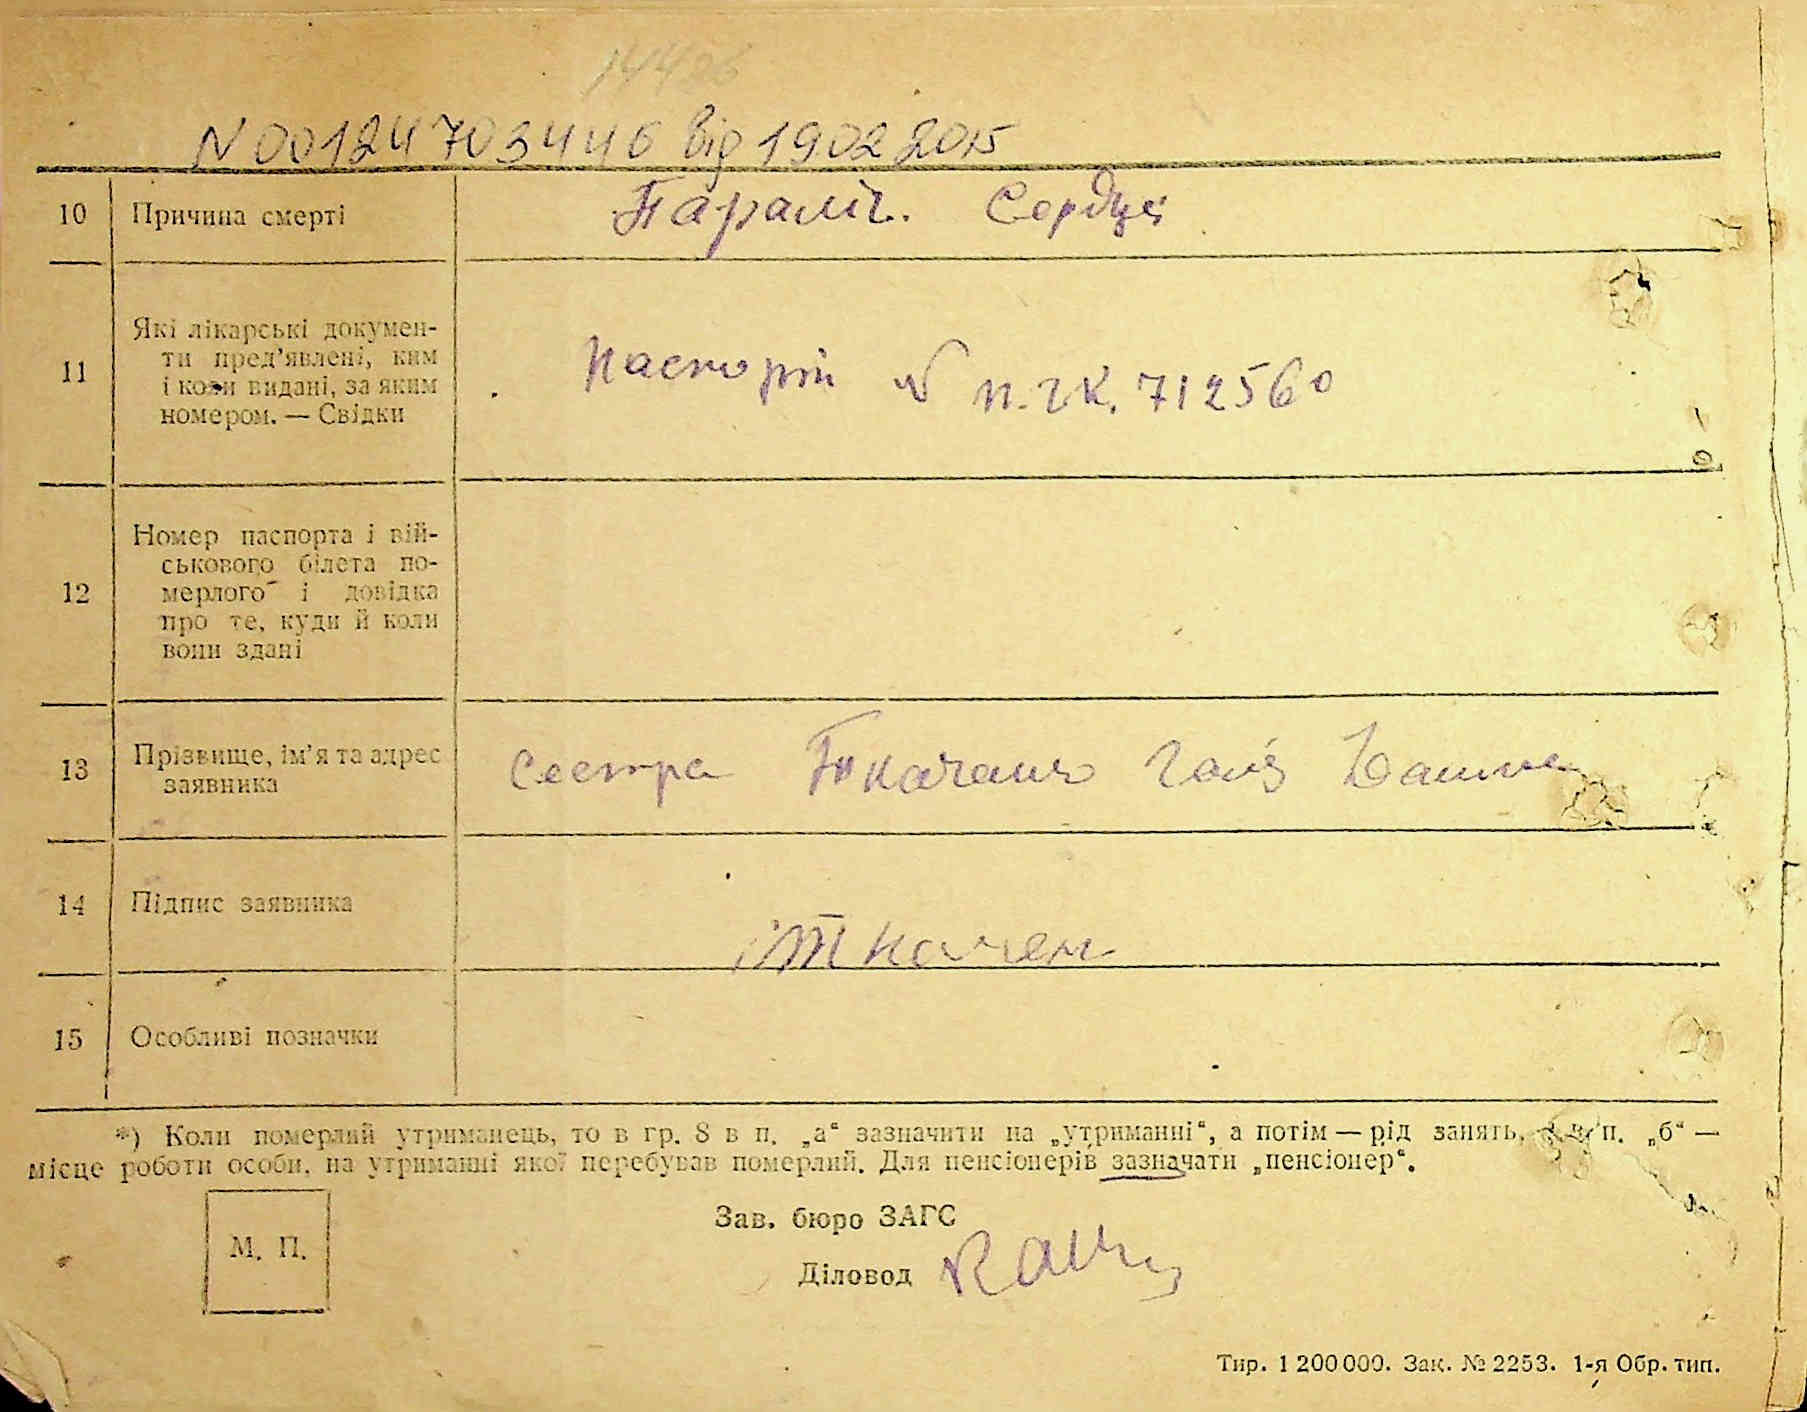 14426
N 00124703446 від 19.02 2015
10 Причина смерті Параліч. Серця
11 Які лікарські докумен-
ти пред’явлені, ким
і коли видані, за яким
номером. — Свідки
Паспорт № п. ГК. 712560
12 Номер паспорта і вій-
ськового білета по-
мерлого і довідка
про те, куди й коли
вони здані
13 Прізвище, ім’я та адрес
заявника
Сестра
14 Підпис заявника
Ткачен
15 Особливі позначки
*) Коли померлий утриманець, то в гр. 8 в п. „а“ зазначити на „утриманні“, а потім — рід занять, в п. „б“ —
місце роботи особи, на утриманні якої перебував померлий. Для пенсіонерів зазначати „пенсіонер“.
М. П.
Зав. бюро ЗАГС
Діловод
Тир. 1 200 000. Зак. № 2253. 1-я Обр. тип.